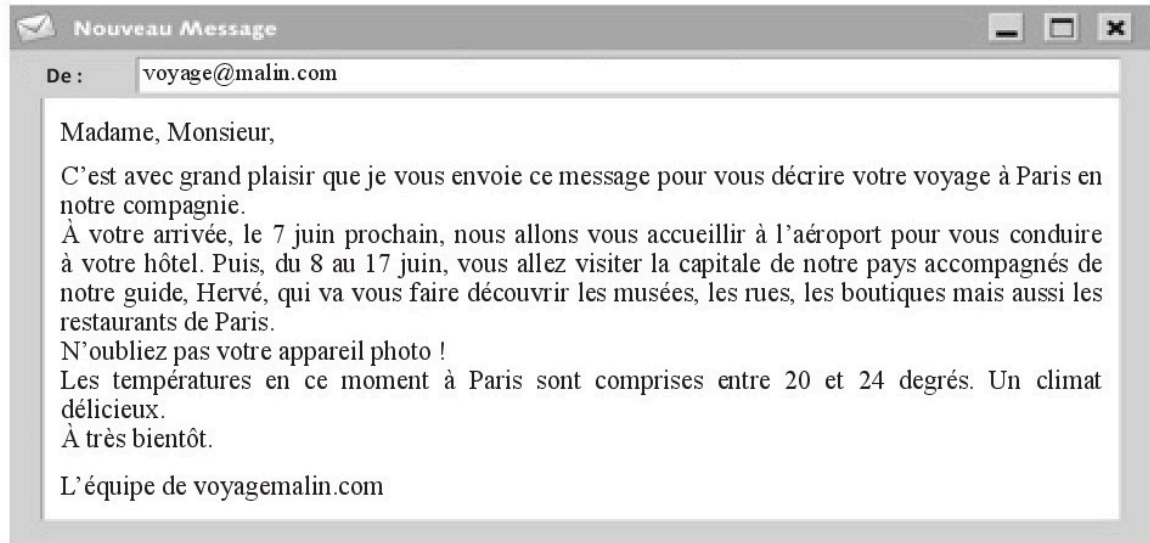 Nouveau Message
De : voyage@malin.com
Madame, Monsieur,
C'est avec grand plaisir que je vous envoie ce message pour vous décrire votre voyage à Paris en
notre compagnie.
À votre arrivée, le 7 juin prochain, nous allons vous accueillir à l'aéroport pour vous conduire
à votre hôtel. Puis, du 8 au 17 juin, vous allez visiter la capitale de notre pays accompagnés de
notre guide, Hervé, qui va vous faire découvrir les musées, les rues, les boutiques mais aussi les
restaurants de Paris.
N'oubliez pas votre appareil photo !
Les températures en ce moment à Paris sont comprises entre 20 et 24 degrés. Un climat
délicieux.
À très bientôt.
L'équipe de voyagemalin.com